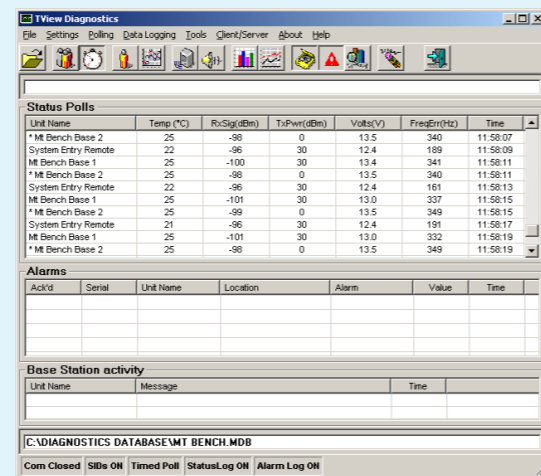 TView Diagnostics
File Settings Polling Data Logging Tools Client/Server About Help
Status Polls
Unit Name Temp (°C) RxSig(dBm) TxPwr(dBm) Volts(V) FreqErr(Hz) Time
* Mt Bench Base 2 25 -98 0 13.5 340 11:58:07
System Entry Remote 22 -96 30 12.4 189 11:58:09
Mt Bench Base 1 25 -100 30 13.4 341 11:58:11
* Mt Bench Base 2 25 -98 0 13.5 340 11:58:11
System Entry Remote 22 -96 30 12.4 161 11:58:13
Mt Bench Base 1 25 -101 30 13.0 337 11:58:15
* Mt Bench Base 2 25 -99 0 13.5 349 11:58:15
System Entry Remote 21 -96 30 12.4 191 11:58:17
Mt Bench Base 1 25 -101 30 13.0 332 11:58:19
* Mt Bench Base 2 25 -98 0 13.5 349 11:58:19
Alarms
Ack'd Serial Unit Name Location Alarm Value Time
Base Station activity
Unit Name Message Time
C:\DIAGNOSTICS DATABASE\MT BENCH.MDB
Com Closed SIDs ON Timed Poll StatusLog ON Alarm Log ON